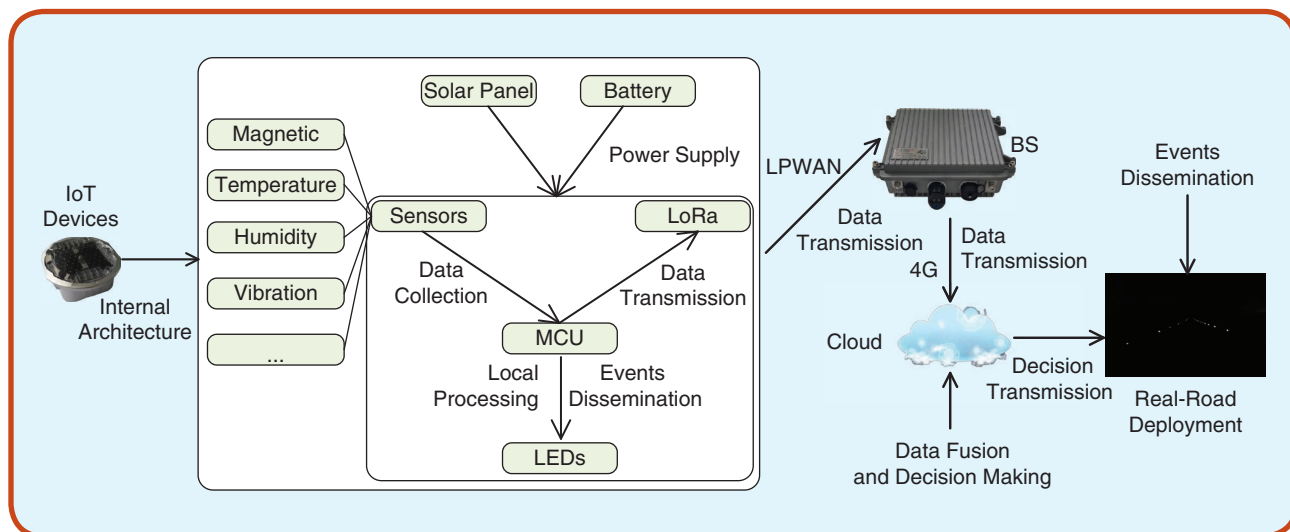 IoT
Devices
Internal
Architecture
Magnetic
Temperature
Humidity
Vibration
...
Solar Panel
Battery
Power Supply
Sensors
LoRa
Data
Collection
Data
Transmission
MCU
Local
Processing
Events
Dissemination
LEDs
LPWAN
BS
Data
Transmission
4G
Data
Transmission
Cloud
Data Fusion
and Decision Making
Decision
Transmission
Events
Dissemination
Real-Road
Deployment